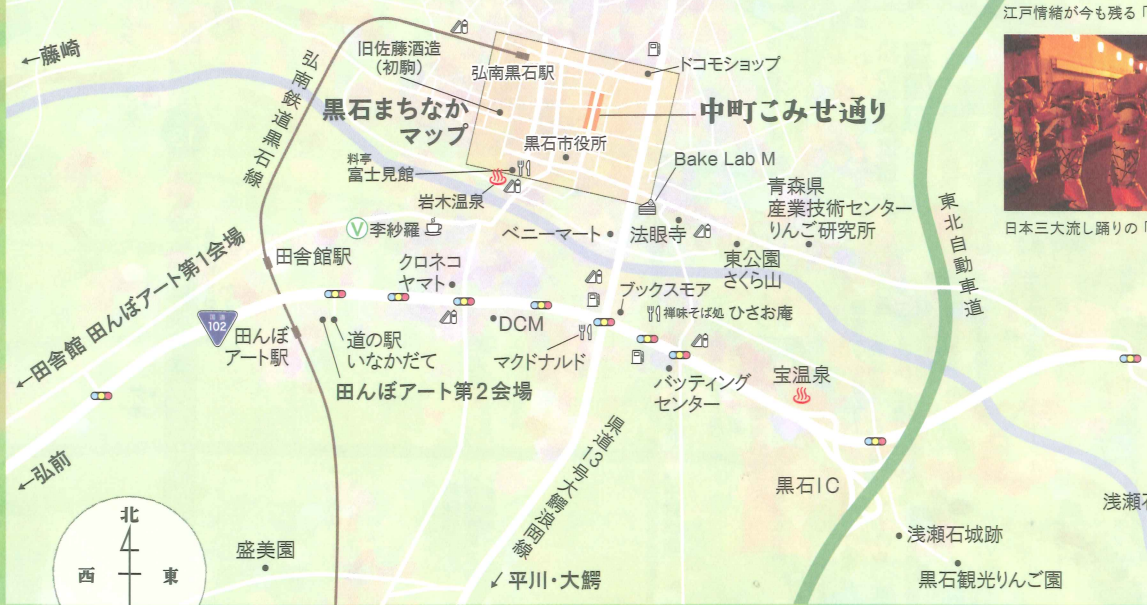 江戸情緒が今も残る「
←藤崎
旧佐藤酒造
(初駒)
弘南黒石駅
ドコモショップ
弘南鉄道黒石線
黒石まちなか
マップ
中町こみせ通り
黒石市役所
料亭
富士見館
Bake Lab M
岩木温泉
青森県
産業技術センター
りんご研究所
東北自動車道
日本三大流し踊りの「
V 李紗羅
ベニーマート
法眼寺
東公園
さくら山
←田舎館 田んぼアート第1会場
田舎館駅
クロネコ
ヤマト
ブックスモア
禅味そば処 ひさお庵
国道
102
田んぼ
アート駅
道の駅
いなかだて
DCM
マクドナルド
田んぼアート第2会場
バッティング
センター
宝温泉
←弘前
県道13号大鰐浪岡線
黒石IC
浅瀬石
北
西
東
盛美園
↙平川・大鰐
浅瀬石城跡
黒石観光りんご園